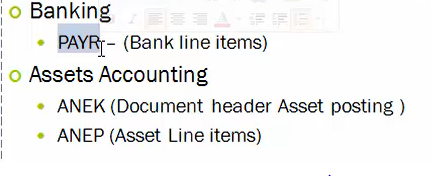 Banking
PAYR – (Bank line items)
Assets Accounting
ANEK (Document header Asset posting )
ANEP (Asset Line items)